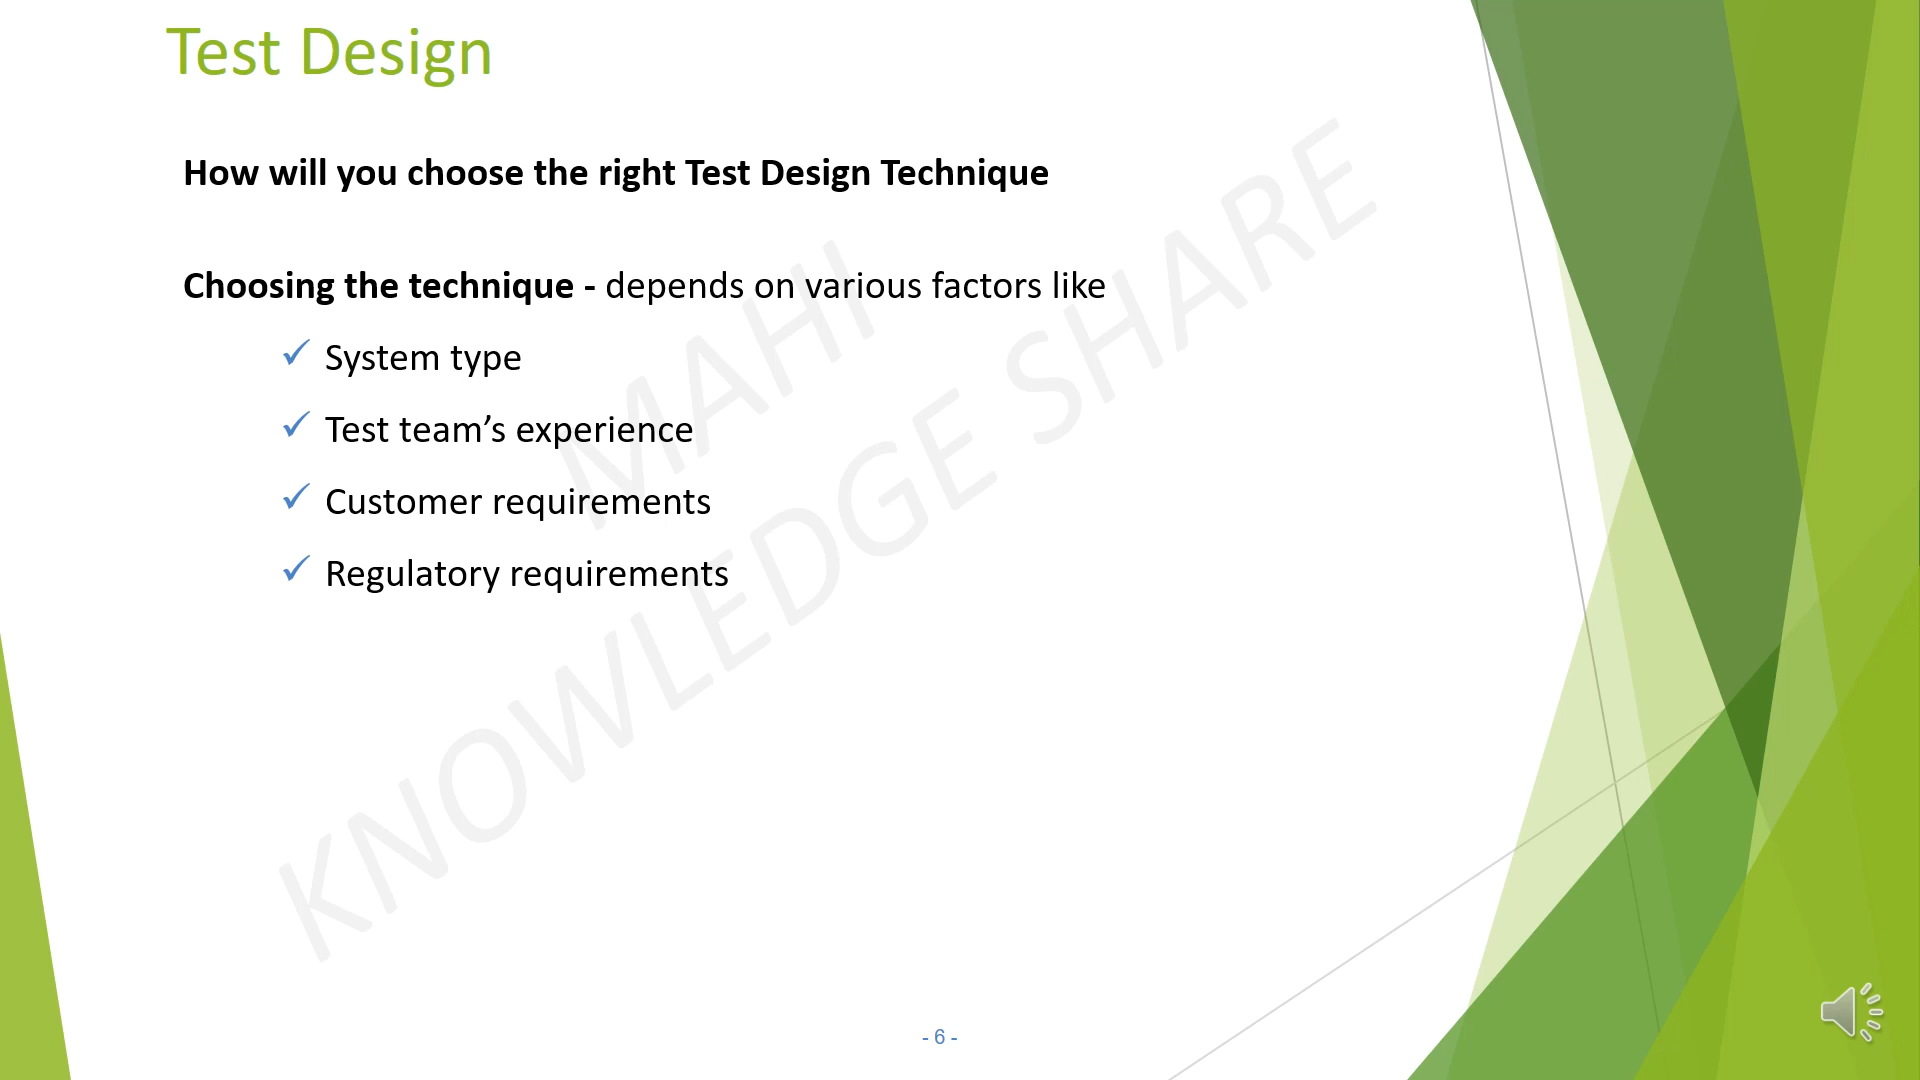 Test Design
How will you choose the right Test Design Technique
Choosing the technique - depends on various factors like
✓ System type
✓ Test team’s experience
✓ Customer requirements
✓ Regulatory requirements
MAHI
KNOWLEDGE SHARE
- 6 -